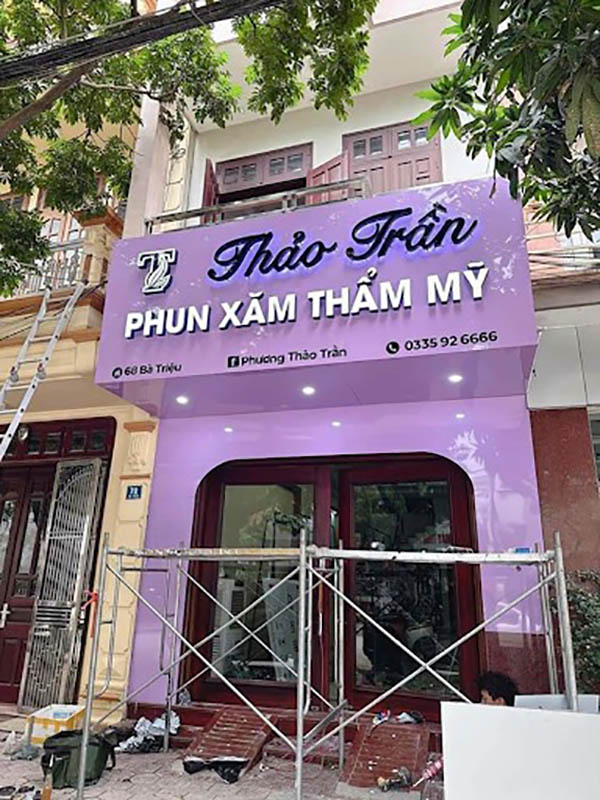 Thảo Trần
PHUN XĂM THẨM MỸ
68 Bà Triệu
Phương Thảo Trần
0335 92 6666